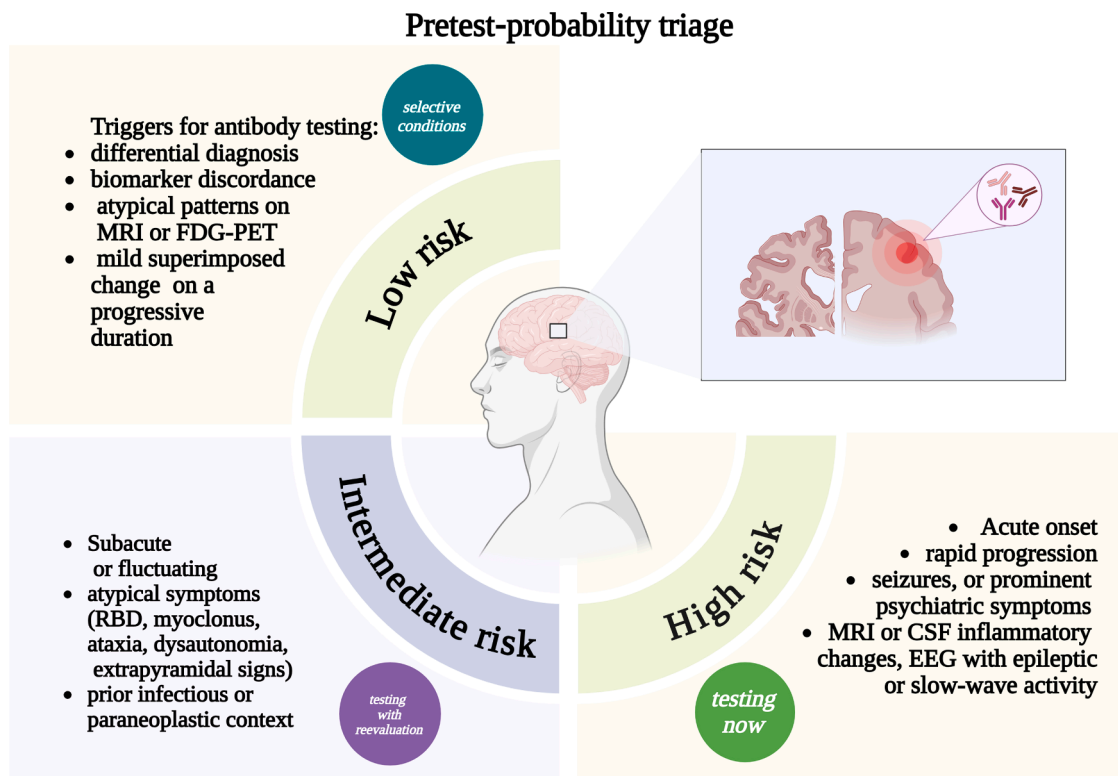 Pretest-probability triage
selective
conditions
Triggers for antibody testing:
• differential diagnosis
• biomarker discordance
• atypical patterns on
MRI or FDG-PET
• mild superimposed
change on a
progressive
duration
Low risk
Intermediate risk
• Subacute
or fluctuating
• atypical symptoms
(RBD, myoclonus,
ataxia, dysautonomia,
extrapyramidal signs)
• prior infectious or
paraneoplastic context
testing
with
reevaluation
High risk
• Acute onset
• rapid progression
• seizures, or prominent
psychiatric symptoms
• MRI or CSF inflammatory
changes, EEG with epileptic
or slow-wave activity
testing
now